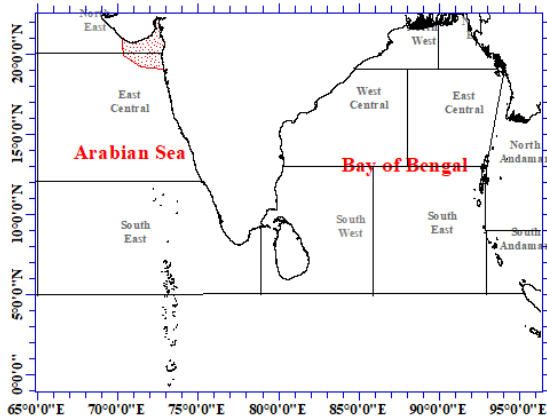 North
East
North
West
N
E
20°0'0"N
East
Central
West
Central
East
Central
15°0'0"N
Arabian Sea
Bay of Bengal
North
Andaman
10°0'0"N
South
East
South
West
South
East
South
Andaman
5°0'0"N
0°0'0"
65°0'0"E
70°0'0"E
75°0'0"E
80°0'0"E
85°0'0"E
90°0'0"E
95°0'0"E